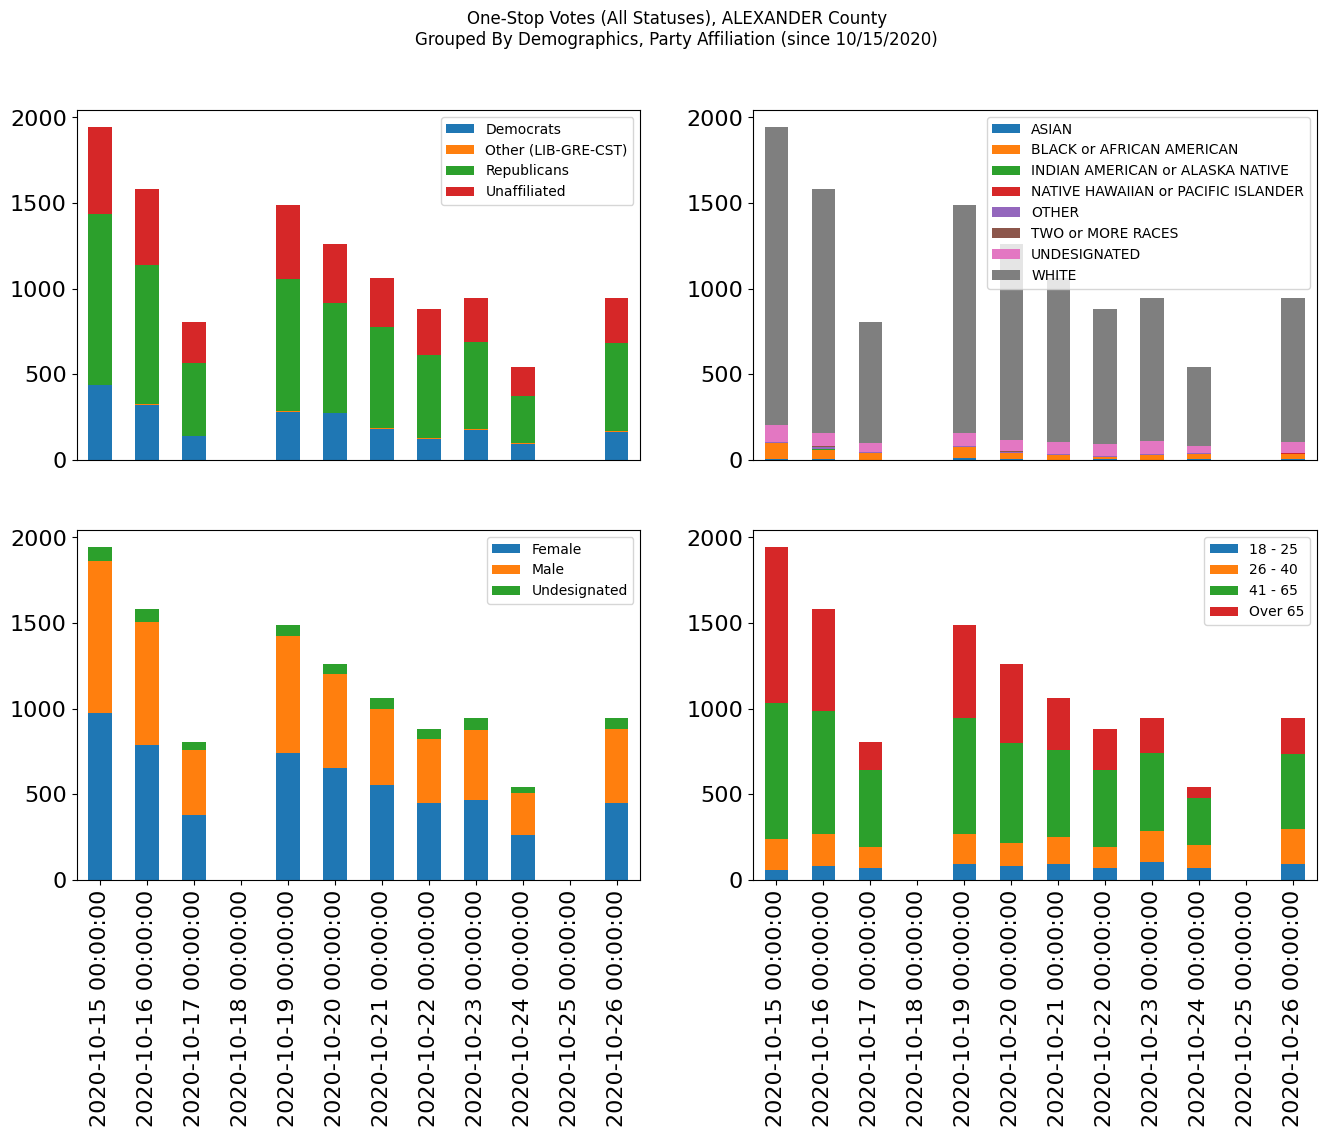 One-Stop Votes (All Statuses), ALEXANDER County
Grouped By Demographics, Party Affiliation (since 10/15/2020)
2000
1500
1000
500
0
Democrats
Other (LIB-GRE-CST)
Republicans
Unaffiliated
2000
1500
1000
500
0
ASIAN
BLACK or AFRICAN AMERICAN
INDIAN AMERICAN or ALASKA NATIVE
NATIVE HAWAIIAN or PACIFIC ISLANDER
OTHER
TWO or MORE RACES
UNDESIGNATED
WHITE
2000
1500
1000
500
0
Female
Male
Undesignated
2020-10-15 00:00:00
2020-10-16 00:00:00
2020-10-17 00:00:00
2020-10-18 00:00:00
2020-10-19 00:00:00
2020-10-20 00:00:00
2020-10-21 00:00:00
2020-10-22 00:00:00
2020-10-23 00:00:00
2020-10-24 00:00:00
2020-10-25 00:00:00
2020-10-26 00:00:00
2000
1500
1000
500
0
18 - 25
26 - 40
41 - 65
Over 65
2020-10-15 00:00:00
2020-10-16 00:00:00
2020-10-17 00:00:00
2020-10-18 00:00:00
2020-10-19 00:00:00
2020-10-20 00:00:00
2020-10-21 00:00:00
2020-10-22 00:00:00
2020-10-23 00:00:00
2020-10-24 00:00:00
2020-10-25 00:00:00
2020-10-26 00:00:00